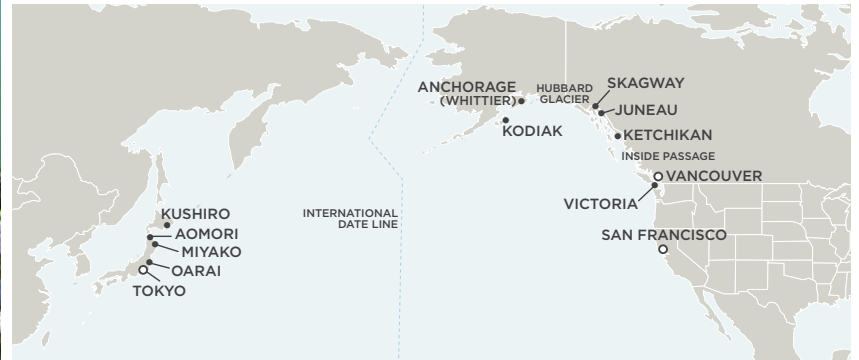 ANCHORAGE
(WHITTIER)
HUBBARD
GLACIER
SKAGWAY
JUNEAU
KODIAK
KETCHIKAN
INSIDE PASSAGE
VANCOUVER
VICTORIA
KUSHIRO
INTERNATIONAL
DATE LINE
AOMORI
SAN FRANCISCO
MIYAKO
OARAI
TOKYO